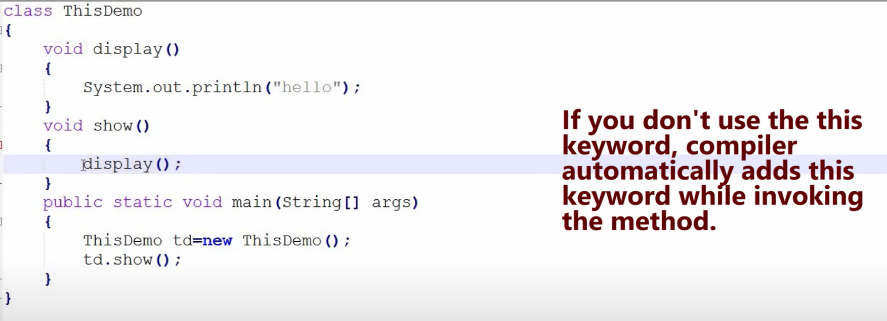 class ThisDemo
{
void display()
{
System.out.println("hello");
}
void show()
{
display();
}
public static void main(String[] args)
{
ThisDemo td=new ThisDemo();
td.show();
}
}
If you don't use the this
keyword, compiler
automatically adds this
keyword while invoking
the method.